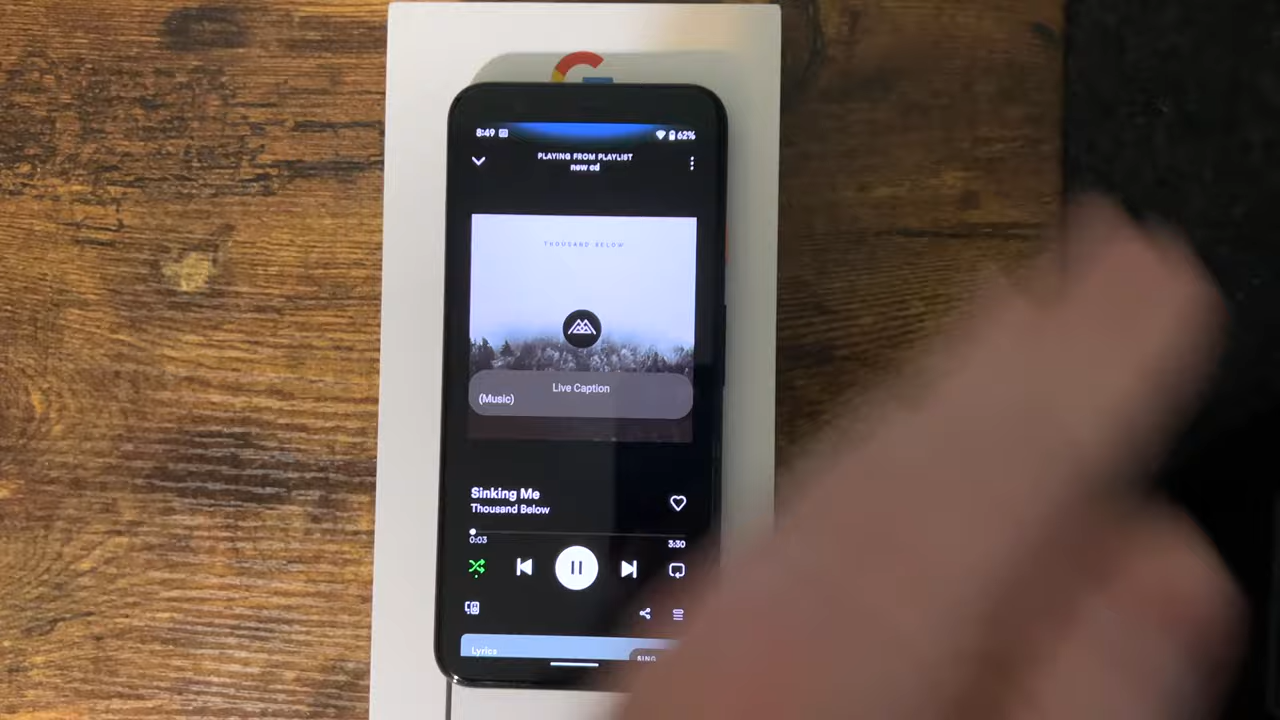 8:49 62%
PLAYING FROM PLAYLIST
new cd
THOUSAND BELOW
Live Caption
(Music)
Sinking Me
Thousand Below
0:03 3:30
Lyrics